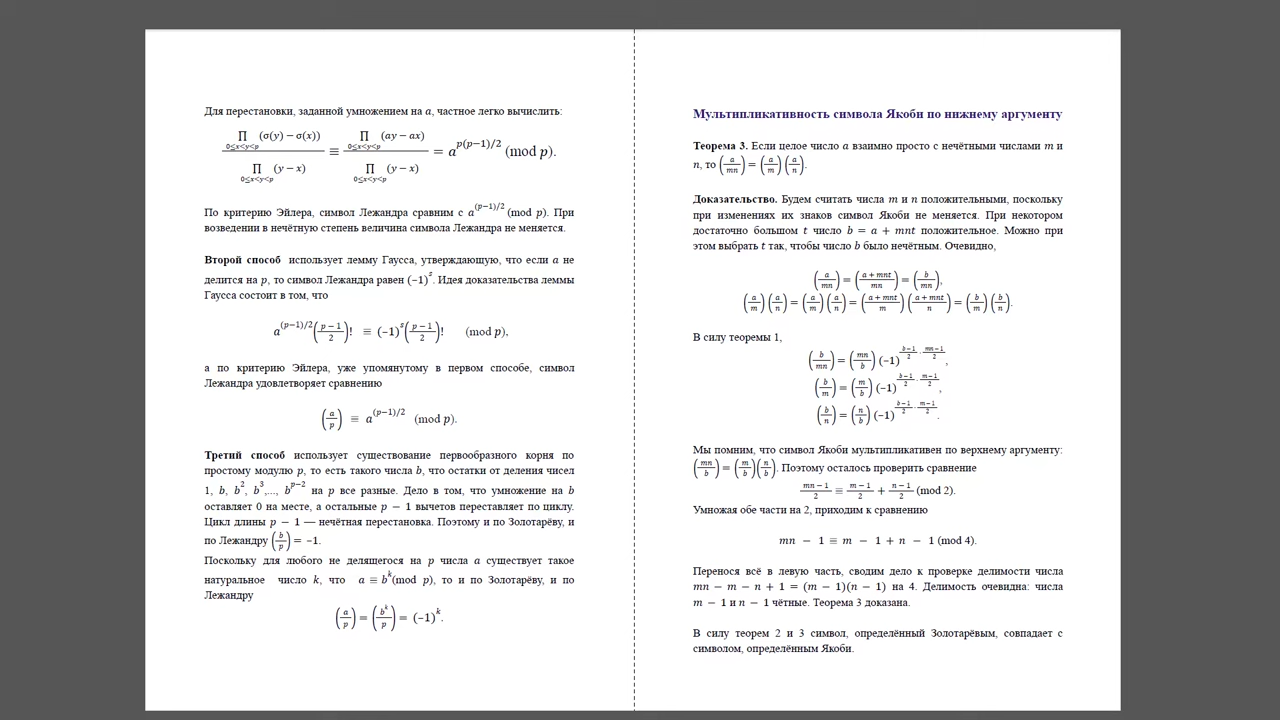 Для перестановки, заданной умножением на a, частное легко вычислить:
∏_{0≤x<y<p} (σ(y) − σ(x)) / ∏_{0≤x<y<p} (y − x) ≡ ∏_{0≤x<y<p} (ay − ax) / ∏_{0≤x<y<p} (y − x) = a^{p(p−1)/2} (mod p).
По критерию Эйлера, символ Лежандра сравним с a^{(p−1)/2} (mod p). При
возведении в нечётную степень величина символа Лежандра не меняется.
Второй способ использует лемму Гаусса, утверждающую, что если a не
делится на p, то символ Лежандра равен (−1)^s. Идея доказательства леммы
Гаусса состоит в том, что
a^{(p−1)/2} ((p−1)/2)! ≡ (−1)^s ((p−1)/2)! (mod p),
а по критерию Эйлера, уже упомянутому в первом способе, символ
Лежандра удовлетворяет сравнению
(a/p) ≡ a^{(p−1)/2} (mod p).
Третий способ использует существование первообразного корня по
простому модулю p, то есть такого числа b, что остатки от деления чисел
1, b, b^2, b^3,..., b^{p−2} на p все разные. Дело в том, что умножение на b
оставляет 0 на месте, а остальные p − 1 вычетов переставляет по циклу.
Цикл длины p − 1 — нечётная перестановка. Поэтому и по Золотарёву, и
по Лежандру (b/p) = −1.
Поскольку для любого не делящегося на p числа a существует такое
натуральное число k, что a ≡ b^k (mod p), то и по Золотарёву, и по
Лежандру
(a/p) = (b^k/p) = (−1)^k.
Мультипликативность символа Якоби по нижнему аргументу
Теорема 3. Если целое число a взаимно просто с нечётными числами m и
n, то (a/mn) = (a/m)(a/n).
Доказательство. Будем считать числа m и n положительными, поскольку
при изменениях их знаков символ Якоби не меняется. При некотором
достаточно большом t число b = a + mnt положительное. Можно при
этом выбрать t так, чтобы число b было нечётным. Очевидно,
(a/mn) = ((a+mnt)/mn) = (b/mn),
(a/m)(a/n) = (a/m)(a/n) = ((a+mnt)/m)((a+mnt)/n) = (b/m)(b/n).
В силу теоремы 1,
(b/mn) = (mn/b) (−1)^{(b−1)/2 · (mn−1)/2},
(b/m) = (m/b) (−1)^{(b−1)/2 · (m−1)/2},
(b/n) = (n/b) (−1)^{(b−1)/2 · (m−1)/2}.
Мы помним, что символ Якоби мультипликативен по верхнему аргументу:
(mn/b) = (m/b)(n/b). Поэтому осталось проверить сравнение
(mn−1)/2 ≡ (m−1)/2 + (n−1)/2 (mod 2).
Умножая обе части на 2, приходим к сравнению
mn − 1 ≡ m − 1 + n − 1 (mod 4).
Перенося всё в левую часть, сводим дело к проверке делимости числа
mn − m − n + 1 = (m − 1)(n − 1) на 4. Делимость очевидна: числа
m − 1 и n − 1 чётные. Теорема 3 доказана.
В силу теорем 2 и 3 символ, определённый Золотарёвым, совпадает с
символом, определённым Якоби.